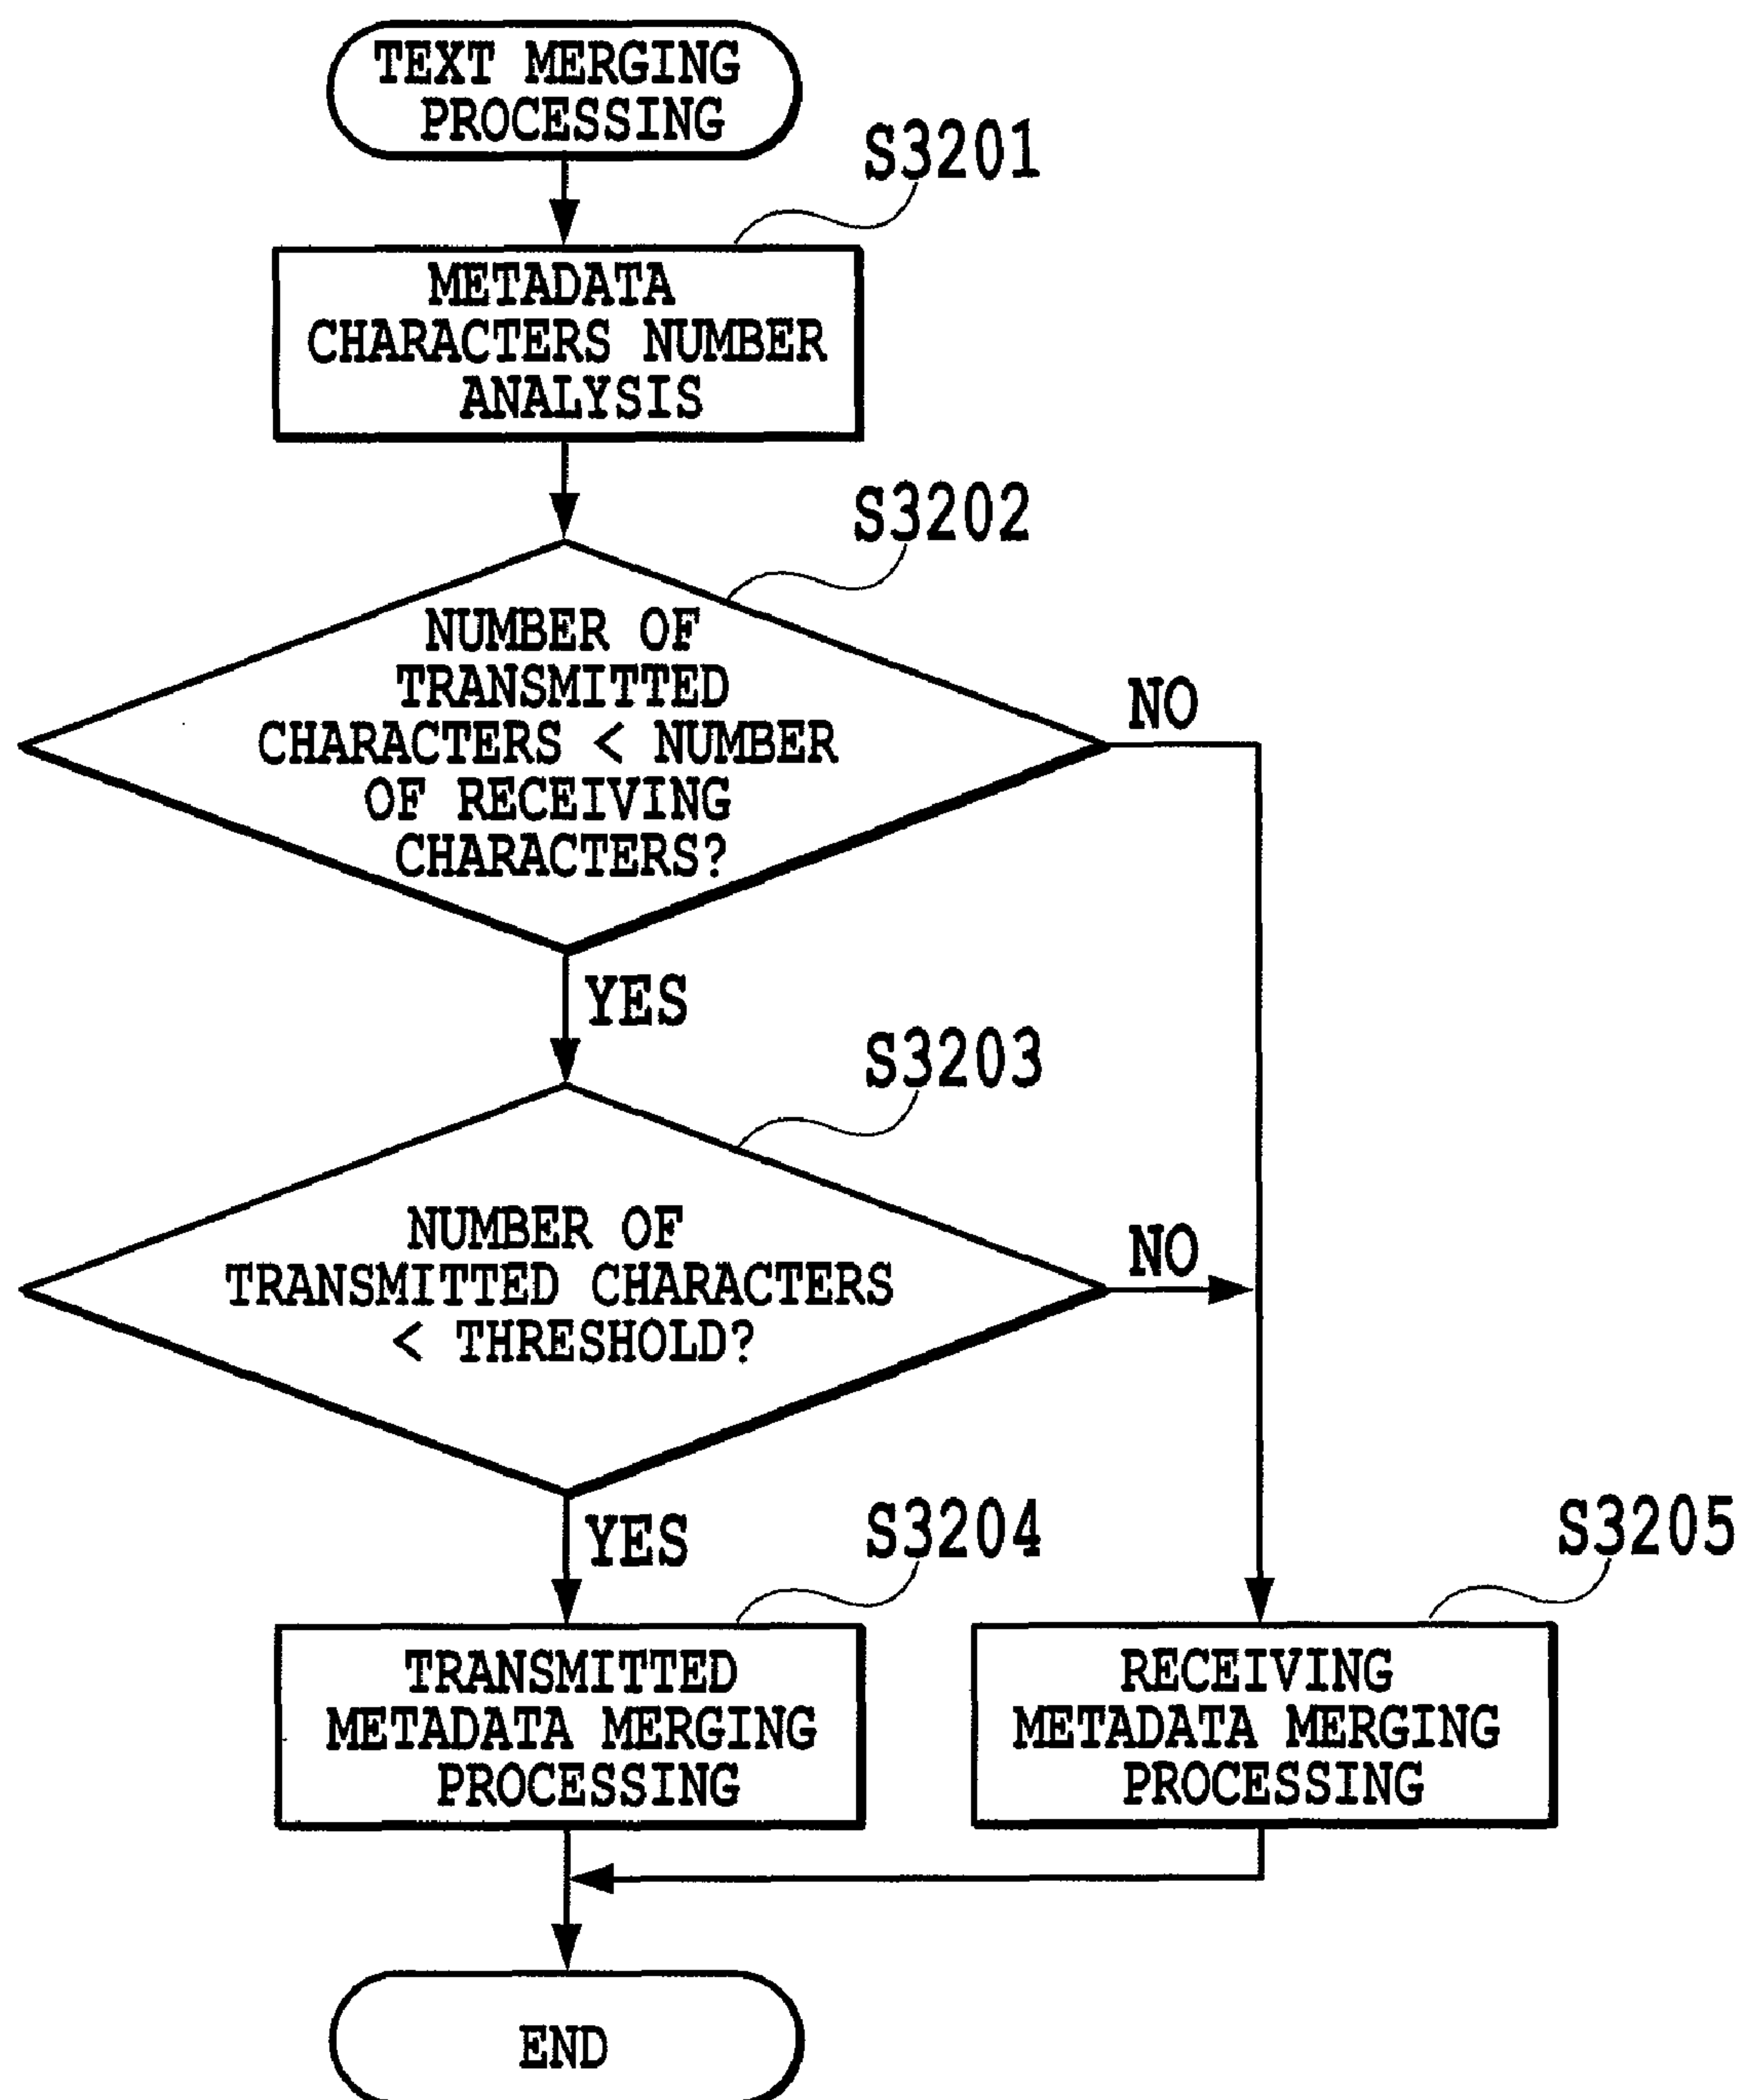 TEXT MERGING
PROCESSING
S3201
METADATA
CHARACTERS NUMBER
ANALYSIS
S3202
NUMBER OF
TRANSMITTED
CHARACTERS < NUMBER
OF RECEIVING
CHARACTERS?
NO
YES
S3203
NUMBER OF
TRANSMITTED CHARACTERS
< THRESHOLD?
NO
YES
S3204
TRANSMITTED
METADATA MERGING
PROCESSING
S3205
RECEIVING
METADATA MERGING
PROCESSING
END